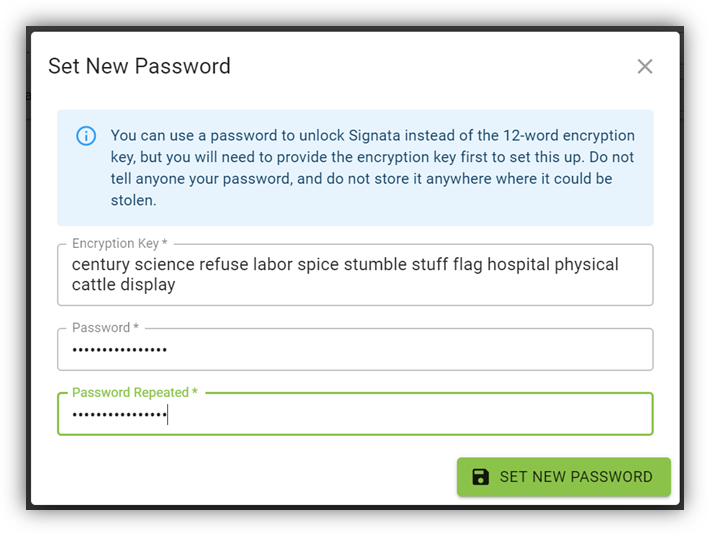 Set New Password
You can use a password to unlock Signata instead of the 12-word encryption
key, but you will need to provide the encryption key first to set this up. Do not
tell anyone your password, and do not store it anywhere where it could be
stolen.
Encryption Key *
century science refuse labor spice stumble stuff flag hospital physical
cattle display
Password *
••••••••••••••••
Password Repeated *
••••••••••••••••
SET NEW PASSWORD